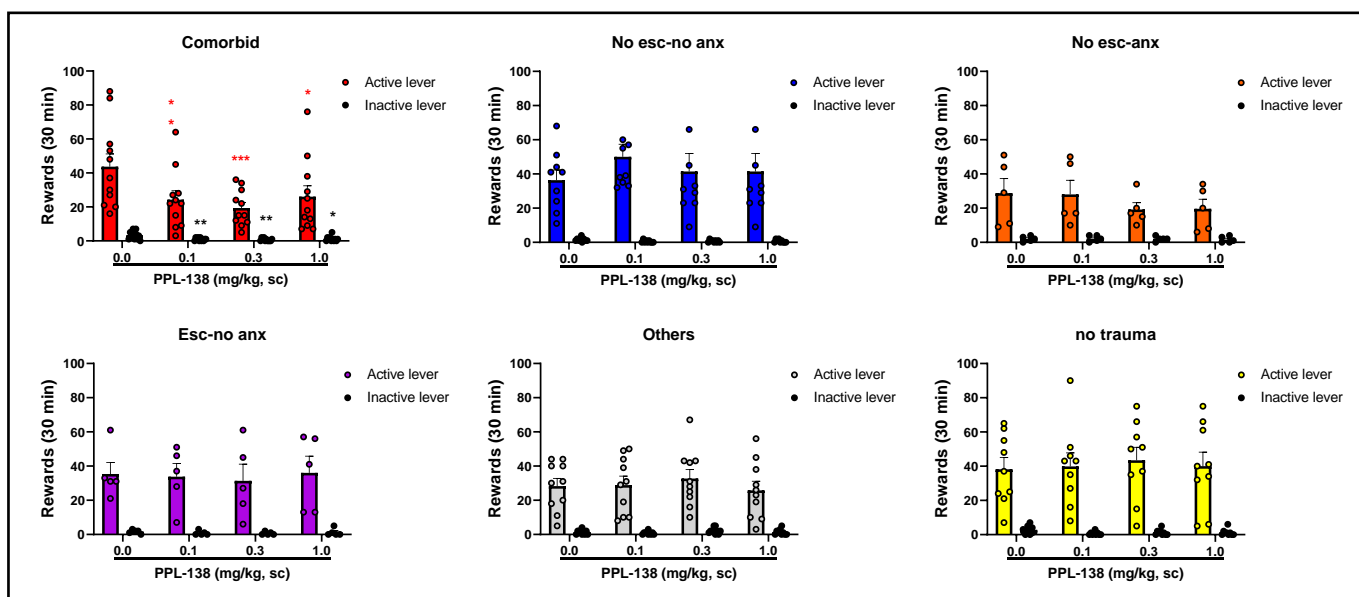 Comorbid
Rewards (30 min)
100
80
60
40
20
0
* *
***
*
**
**
*
Active lever
Inactive lever
0.0 0.1 0.3 1.0
PPL-138 (mg/kg, sc)
No esc-no anx
Rewards (30 min)
100
80
60
40
20
0
Active lever
Inactive lever
0.0 0.1 0.3 1.0
PPL-138 (mg/kg, sc)
No esc-anx
Rewards (30 min)
100
80
60
40
20
0
Active lever
Inactive lever
0.0 0.1 0.3 1.0
PPL-138 (mg/kg, sc)
Esc-no anx
Rewards (30 min)
100
80
60
40
20
0
Active lever
Inactive lever
0.0 0.1 0.3 1.0
PPL-138 (mg/kg, sc)
Others
Rewards (30 min)
100
80
60
40
20
0
Active lever
Inactive lever
0.0 0.1 0.3 1.0
PPL-138 (mg/kg, sc)
no trauma
Rewards (30 min)
100
80
60
40
20
0
Active lever
Inactive lever
0.0 0.1 0.3 1.0
PPL-138 (mg/kg, sc)